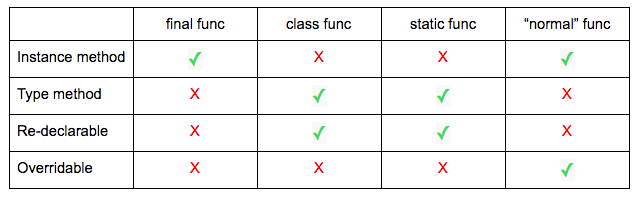 final func class func static func “normal” func
Instance method ✓ X X ✓
Type method X ✓ ✓ X
Re-declarable X ✓ ✓ X
Overridable X X X ✓